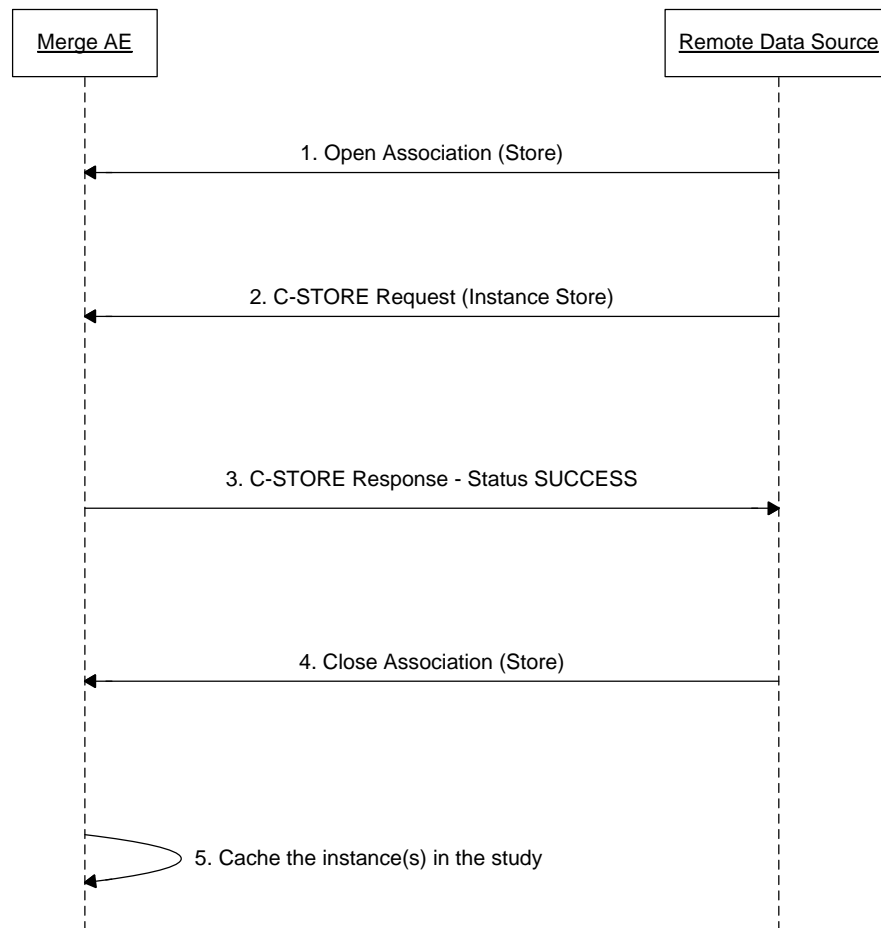 Merge AE
Remote Data Source
1. Open Association (Store)
2. C-STORE Request (Instance Store)
3. C-STORE Response - Status SUCCESS
4. Close Association (Store)
5. Cache the instance(s) in the study